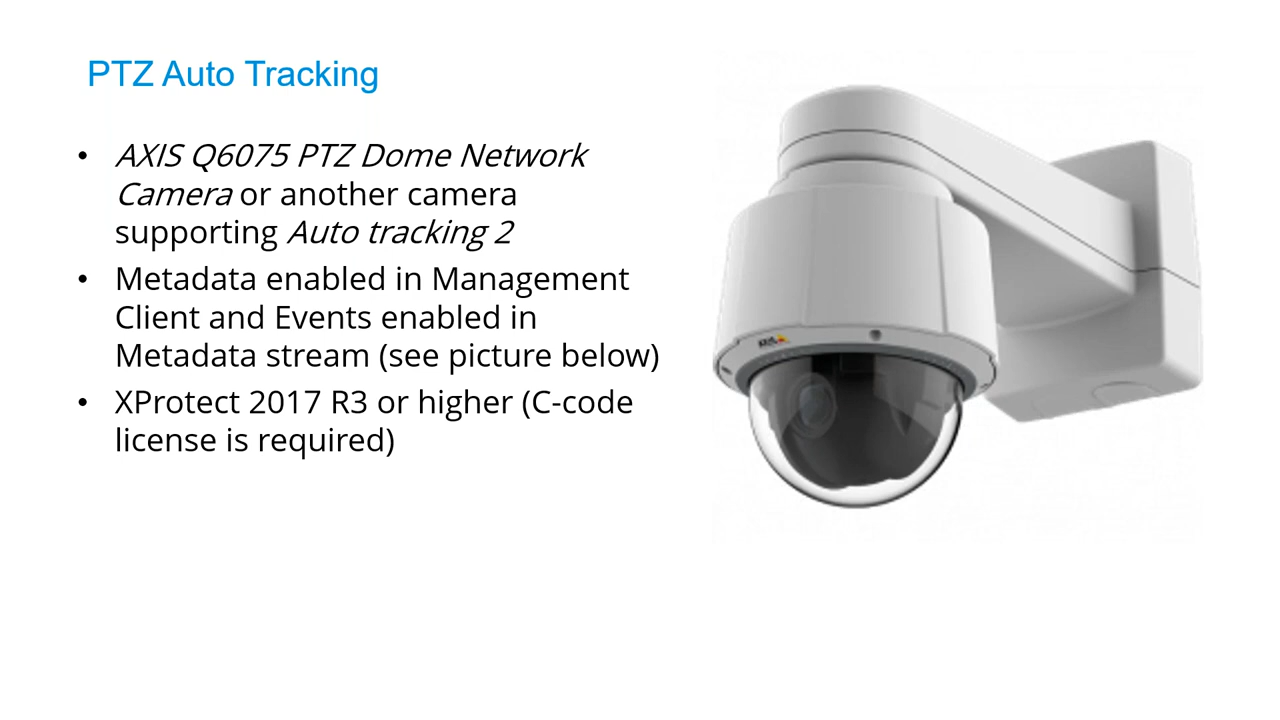 PTZ Auto Tracking
• AXIS Q6075 PTZ Dome Network
Camera or another camera
supporting Auto tracking 2
• Metadata enabled in Management
Client and Events enabled in
Metadata stream (see picture below)
• XProtect 2017 R3 or higher (C-code
license is required)
AXIS